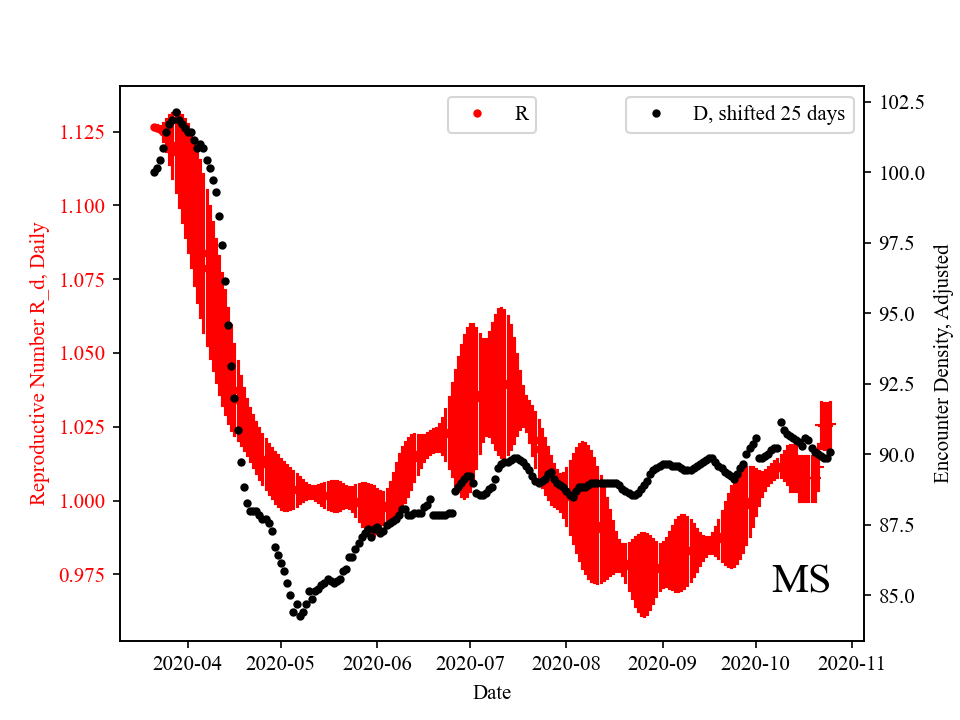 R
D, shifted 25 days
1.125
1.100
1.075
1.050
1.025
1.000
0.975
Reproductive Number R_d, Daily
102.5
100.0
97.5
95.0
92.5
90.0
87.5
85.0
Encounter Density, Adjusted
MS
2020-04 2020-05 2020-06 2020-07 2020-08 2020-09 2020-10 2020-11
Date